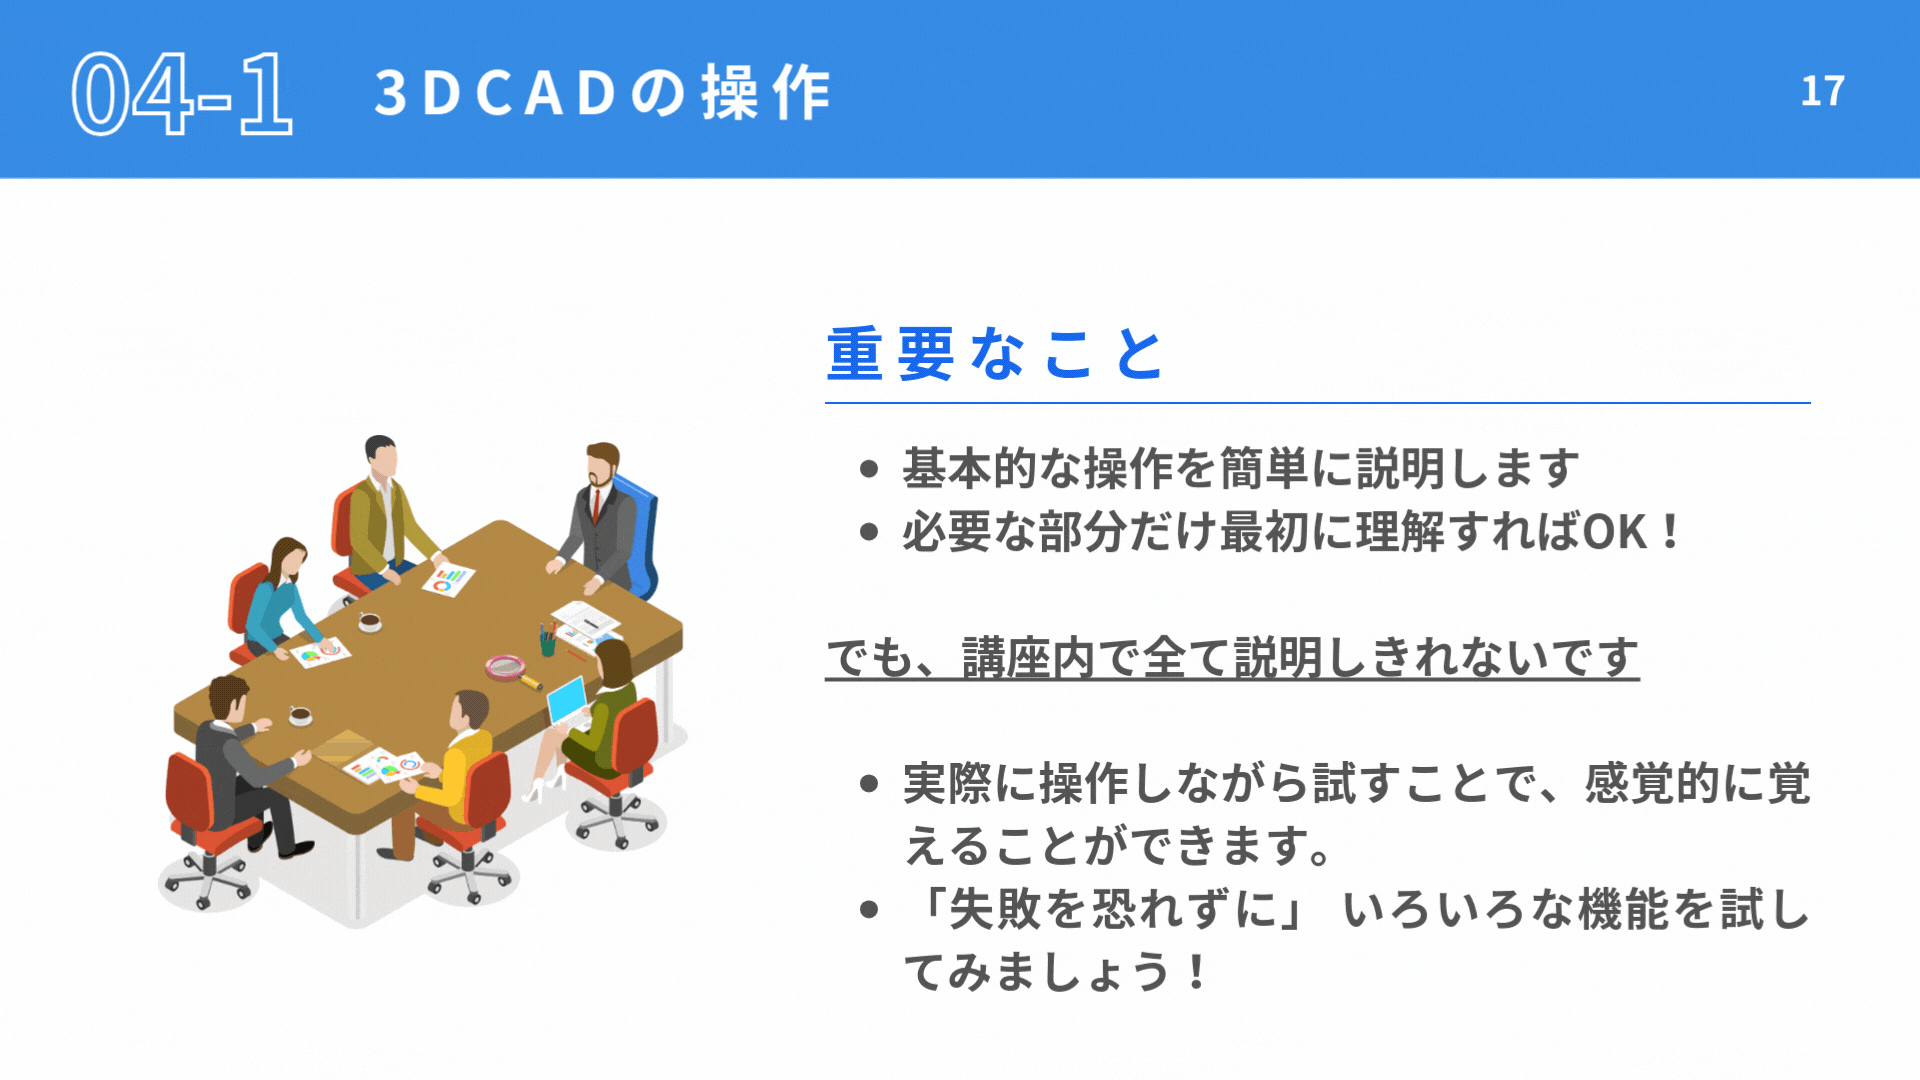 04-1
3DCADの操作
17
重要なこと
• 基本的な操作を簡単に説明します
• 必要な部分だけ最初に理解すればOK！
でも、講座内で全て説明しきれないです
• 実際に操作しながら試すことで、感覚的に覚
えることができます。
• 「失敗を恐れずに」 いろいろな機能を試し
てみましょう！